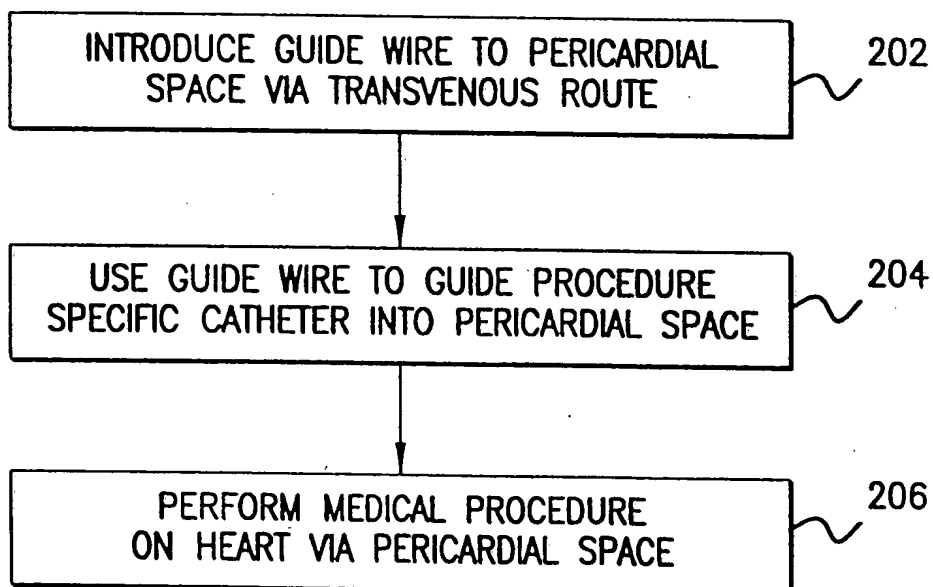 INTRODUCE GUIDE WIRE TO PERICARDIAL
SPACE VIA TRANSVENOUS ROUTE
202
USE GUIDE WIRE TO GUIDE PROCEDURE
SPECIFIC CATHETER INTO PERICARDIAL SPACE
204
PERFORM MEDICAL PROCEDURE
ON HEART VIA PERICARDIAL SPACE
206